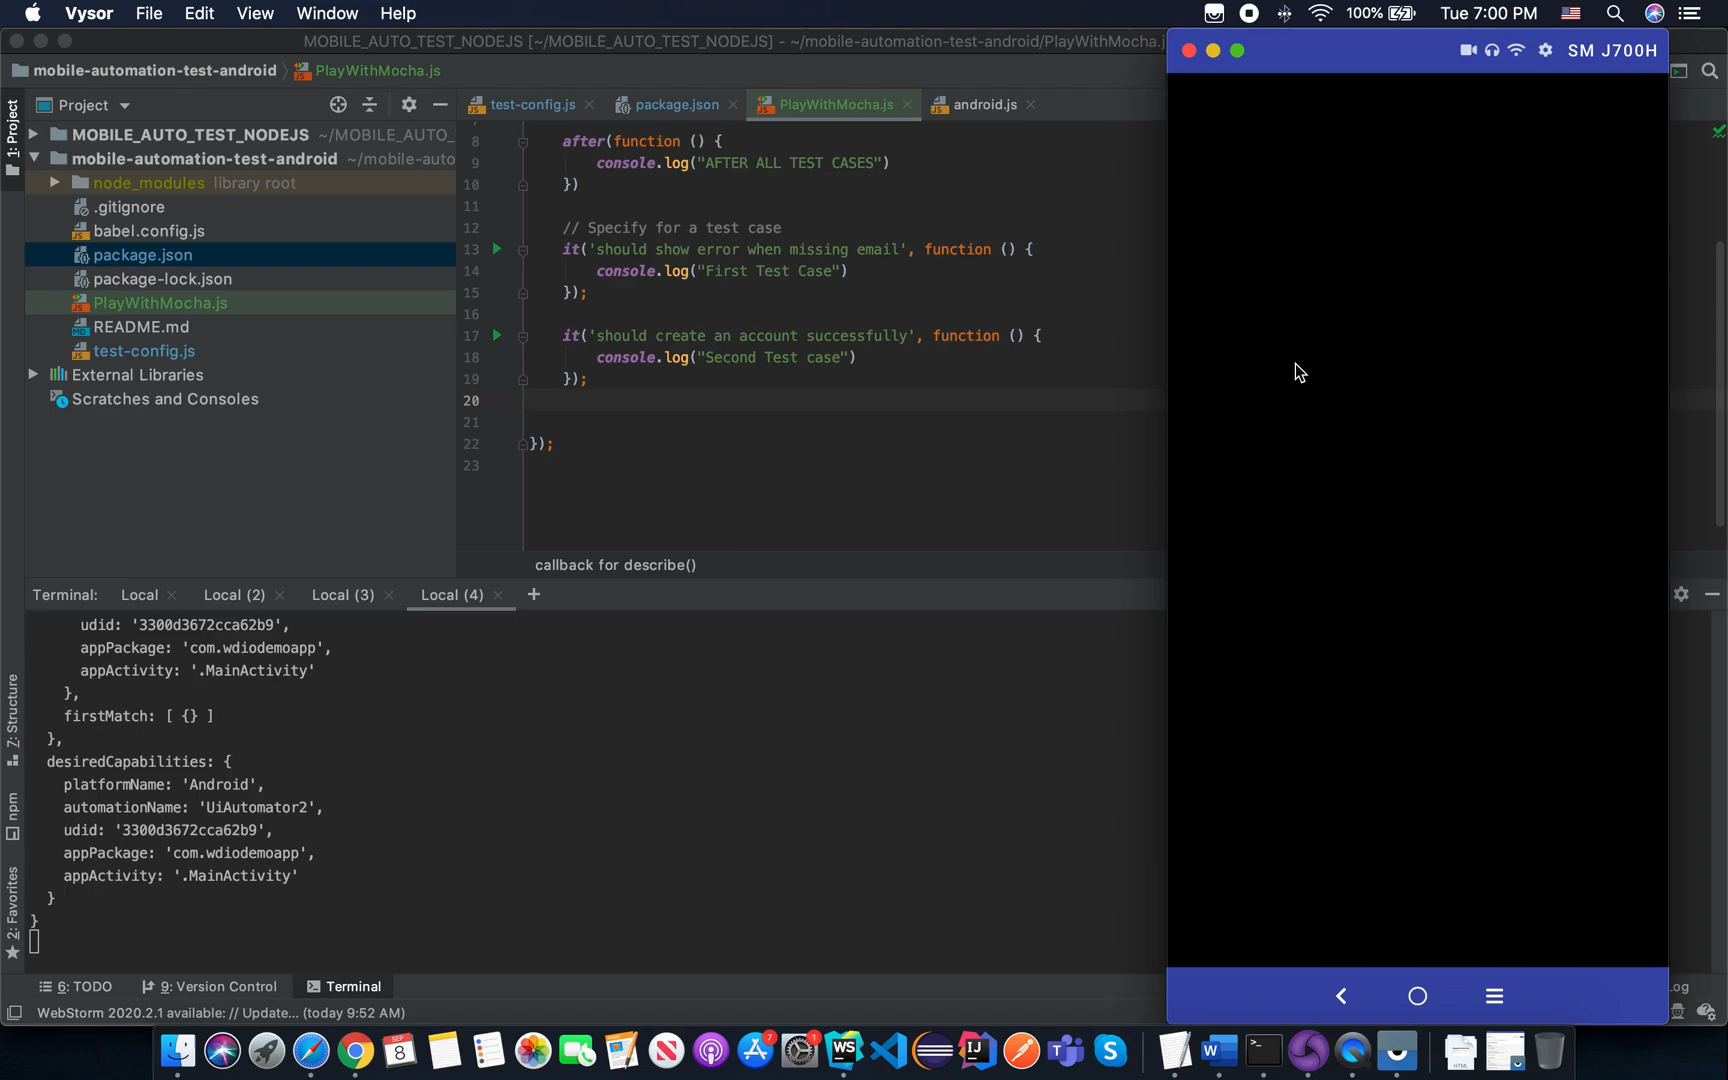 Vysor File Edit View Window Help 100% Tue 7:00 PM
MOBILE_AUTO_TEST_NODEJS [~/MOBILE_AUTO_TEST_NODEJS] - ~/mobile-automation-test-android/PlayWithMocha.j
SM J700H
mobile-automation-test-android PlayWithMocha.js
Project
test-config.js package.json PlayWithMocha.js android.js
1: Project
MOBILE_AUTO_TEST_NODEJS ~/MOBILE_AUTO_
mobile-automation-test-android ~/mobile-auto
node_modules library root
.gitignore
babel.config.js
package.json
package-lock.json
PlayWithMocha.js
README.md
test-config.js
External Libraries
Scratches and Consoles
8 after(function () {
9 console.log("AFTER ALL TEST CASES")
10 })
11
12 // Specify for a test case
13 it('should show error when missing email', function () {
14 console.log("First Test Case")
15 });
16
17 it('should create an account successfully', function () {
18 console.log("Second Test case")
19 });
20
21
22 });
23
callback for describe()
Terminal: Local Local (2) Local (3) Local (4) +
udid: '3300d3672cca62b9',
appPackage: 'com.wdiodemoapp',
appActivity: '.MainActivity'
},
firstMatch: [ {} ]
},
desiredCapabilities: {
platformName: 'Android',
automationName: 'UiAutomator2',
udid: '3300d3672cca62b9',
appPackage: 'com.wdiodemoapp',
appActivity: '.MainActivity'
}
}
Z: Structure
npm
2: Favorites
6: TODO 9: Version Control Terminal
og
WebStorm 2020.2.1 available: // Update... (today 9:52 AM)
SEP
8
7
1
WS
IJ
T
S
W
HTML